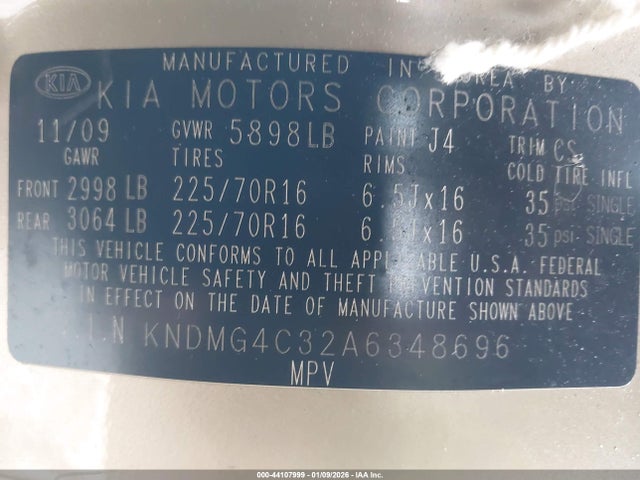 MANUFACTURED IN KOREA BY
KIA KIA MOTORS CORPORATION
11/09 GVWR 5898LB PAINT J4 TRIM CS
GAWR TIRES RIMS COLD TIRE INFL
FRONT 2998 LB 225/70R16 6.5Jx16 35 psi SINGLE
REAR 3064 LB 225/70R16 6.5Jx16 35 psi SINGLE
THIS VEHICLE CONFORMS TO ALL APPLICABLE U.S.A. FEDERAL
MOTOR VEHICLE SAFETY AND THEFT PREVENTION STANDARDS
IN EFFECT ON THE DATE OF MANUFACTURE SHOWN ABOVE
V.I.N KNDMG4C32A6348696
MPV
000-44107999 | 01/09/2026 - IAA Inc.